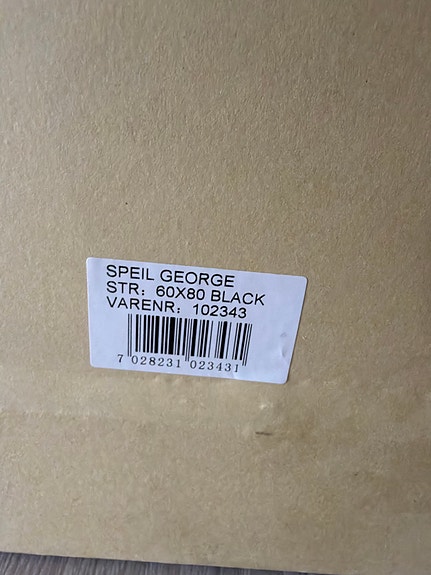 SPEIL GEORGE
STR: 60X80 BLACK
VARENR: 102343
7 028231 023431